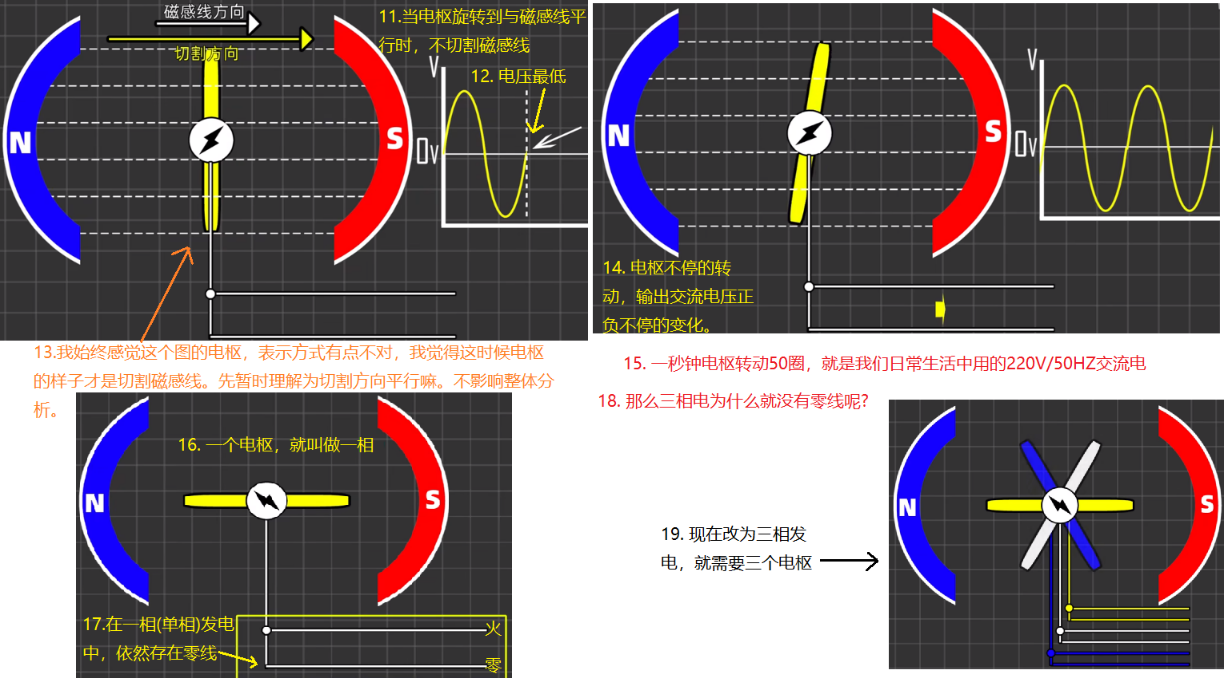 磁感线方向
切割方向
11.当电枢旋转到与磁感线平
行时，不切割磁感线
12. 电压最低
N
S
V
0v
N
S
V
0v
14. 电枢不停的转
动，输出交流电压正
负不停的变化。
13.我始终感觉这个图的电枢，表示方式有点不对，我觉得这时候电枢
的样子才是切割磁感线。先暂时理解为切割方向平行嘛。不影响整体分
析。
15. 一秒钟电枢转动50圈，就是我们日常生活中用的220V/50HZ交流电
16. 一个电枢，就叫做一相
N
S
17.在一相(单相)发电
中，依然存在零线
火
零
18. 那么三相电为什么就没有零线呢?
19. 现在改为三相发
电，就需要三个电枢
N
S